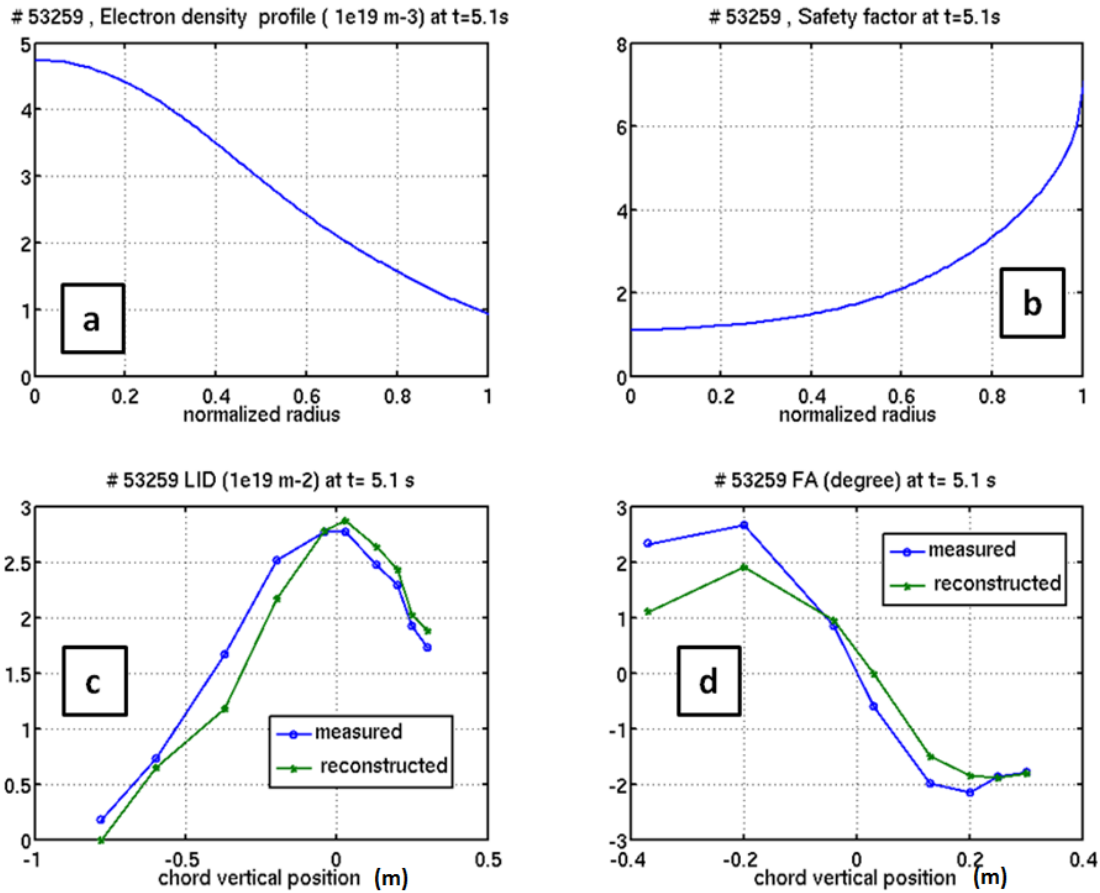 # 53259 , Electron density profile ( 1e19 m-3) at t=5.1s
5
4
3
2
1
0
a
0 0.2 0.4 0.6 0.8 1
normalized radius
# 53259 , Safety factor at t=5.1s
8
6
4
2
0
b
0 0.2 0.4 0.6 0.8 1
normalized radius
# 53259 LID (1e19 m-2) at t= 5.1 s
3
2.5
2
1.5
1
0.5
0
c
measured
reconstructed
-1 -0.5 0 0.5
chord vertical position (m)
# 53259 FA (degree) at t= 5.1 s
3
2
1
0
-1
-2
-3
measured
reconstructed
d
-0.4 -0.2 0 0.2 0.4
chord vertical position (m)